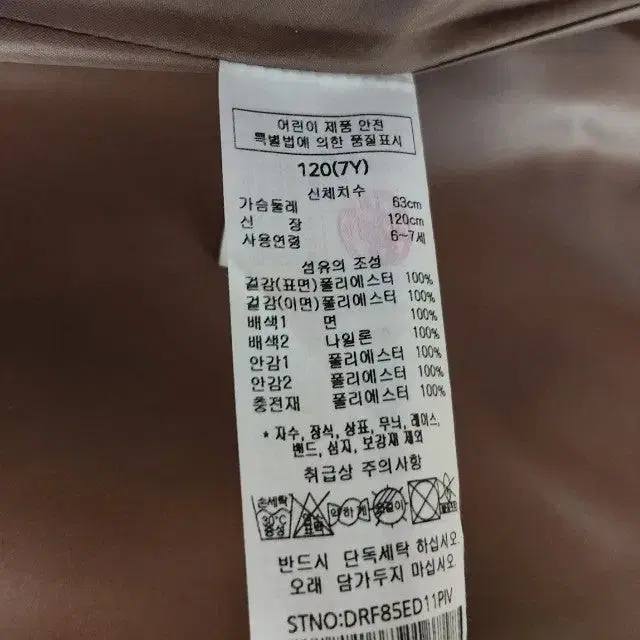 어린이 제품 안전
특별법에 의한 품질표시
120(7Y)
신체치수
가슴둘레 63cm
신 장 120cm
사용연령 6~7세
섬유의 조성
겉감(표면) 폴리에스터 100%
겉감(이면) 폴리에스터 100%
배색1 면 100%
배색2 나일론 100%
안감1 폴리에스터 100%
안감2 폴리에스터 100%
충전재 폴리에스터 100%
* 자수, 장식, 상표, 무늬, 레이스,
밴드, 심지, 보강재 제외
취급상 주의사항
손세탁 30℃ 중성 염소 표백 약하게
반드시 단독세탁 하십시오.
오래 담가두지 마십시오.
STNO:DRF85ED11PIV